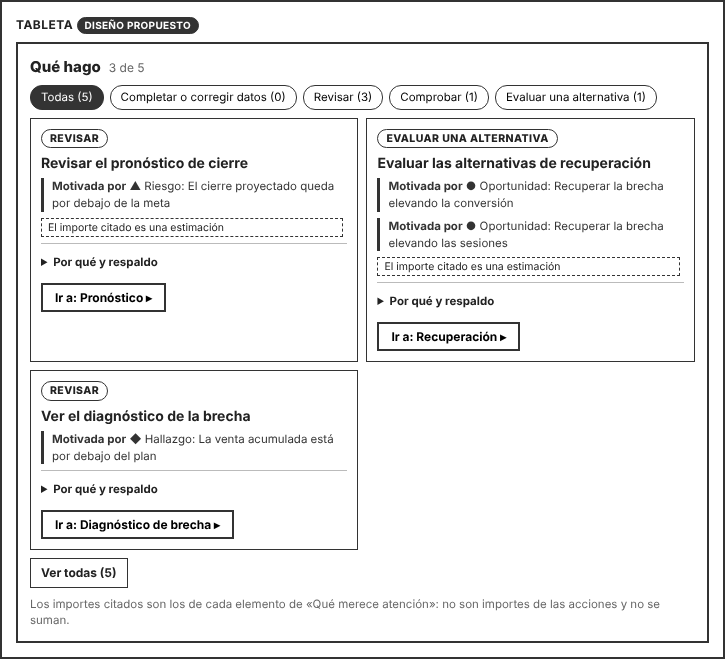 TABLETA DISEÑO PROPUESTO
Qué hago 3 de 5
Todas (5) Completar o corregir datos (0) Revisar (3) Comprobar (1) Evaluar una alternativa (1)
REVISAR
Revisar el pronóstico de cierre
Motivada por ▲ Riesgo: El cierre proyectado queda
por debajo de la meta
El importe citado es una estimación
▶ Por qué y respaldo
Ir a: Pronóstico ▸
EVALUAR UNA ALTERNATIVA
Evaluar las alternativas de recuperación
Motivada por ● Oportunidad: Recuperar la brecha
elevando la conversión
Motivada por ● Oportunidad: Recuperar la brecha
elevando las sesiones
El importe citado es una estimación
▶ Por qué y respaldo
Ir a: Recuperación ▸
REVISAR
Ver el diagnóstico de la brecha
Motivada por ◆ Hallazgo: La venta acumulada está
por debajo del plan
▶ Por qué y respaldo
Ir a: Diagnóstico de brecha ▸
Ver todas (5)
Los importes citados son los de cada elemento de «Qué merece atención»: no son importes de las acciones y no se
suman.